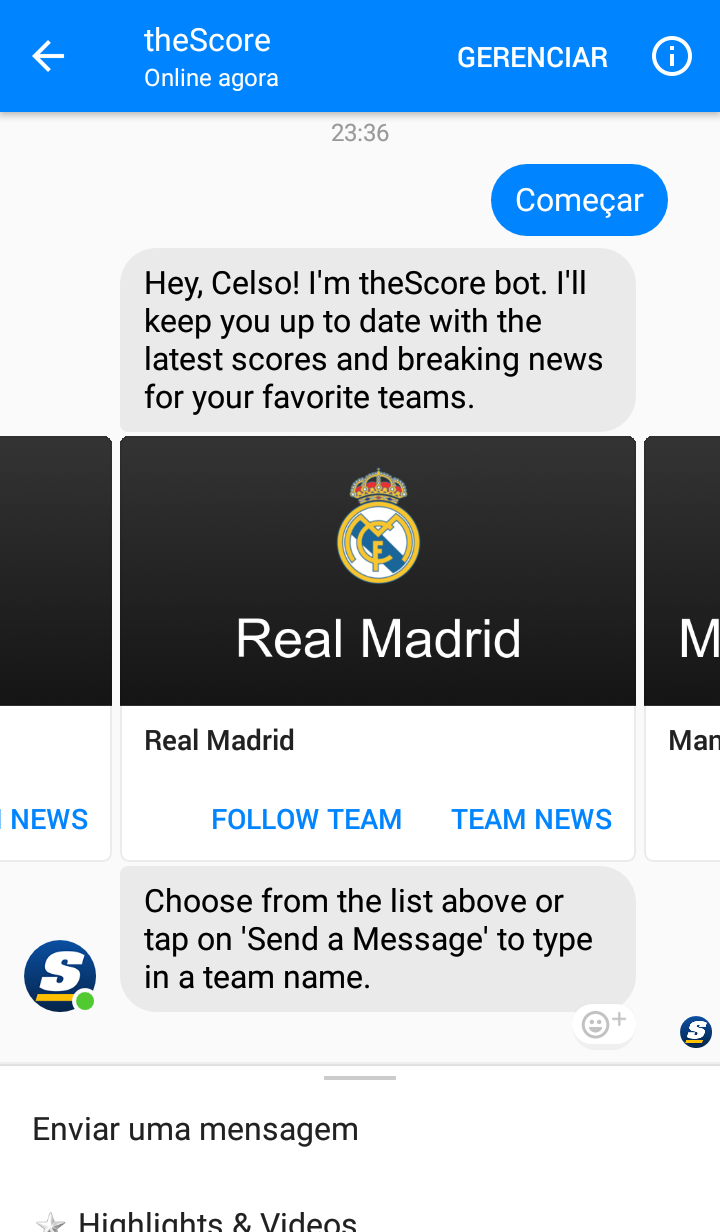 theScore
Online agora
GERENCIAR
23:36
Começar
Hey, Celso! I'm theScore bot. I'll
keep you up to date with the
latest scores and breaking news
for your favorite teams.
Real Madrid
M
Real Madrid
Man
NEWS
FOLLOW TEAM
TEAM NEWS
Choose from the list above or
tap on 'Send a Message' to type
in a team name.
Enviar uma mensagem
Highlights & Videos